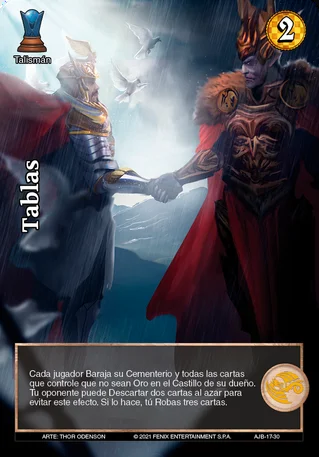 2
Talismán
Tablas
Cada jugador Baraja su Cementerio y todas las cartas
que controle que no sean Oro en el Castillo de su dueño.
Tu oponente puede Descartar dos cartas al azar para
evitar este efecto. Si lo hace, tú Robas tres cartas.
ARTE: THOR ODENSON © 2021 FENIX ENTERTAINMENT S.P.A. AJB-17-30